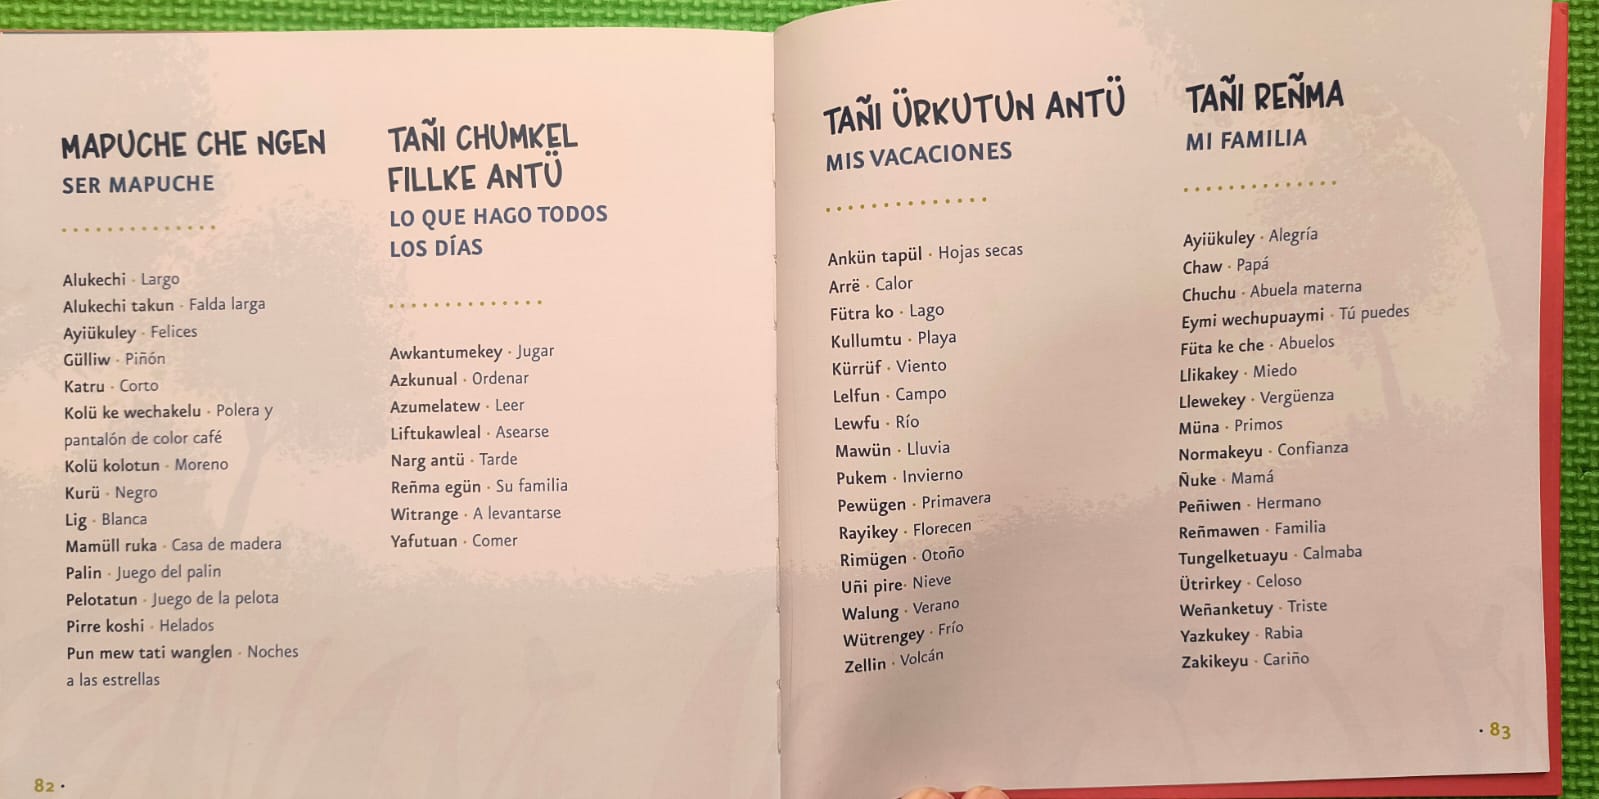 MAPUCHE CHE NGEN
SER MAPUCHE
Alukechi · Largo
Alukechi takun · Falda larga
Ayiükuley · Felices
Gülliw · Piñón
Katru · Corto
Kolü ke wechakelu · Polera y
pantalón de color café
Kolü kolotun · Moreno
Kurü · Negro
Lig · Blanca
Mamüll ruka · Casa de madera
Palin · Juego del palin
Pelotatun · Juego de la pelota
Pirre koshi · Helados
Pun mew tati wanglen · Noches
a las estrellas
82 ·
TAÑI CHUMKEL
FILLKE ANTÜ
LO QUE HAGO TODOS
LOS DÍAS
Awkantumekey · Jugar
Azkunual · Ordenar
Azumelatew · Leer
Liftukawleal · Asearse
Narg antü · Tarde
Reñma egün · Su familia
Witrange · A levantarse
Yafutuan · Comer
TAÑI ÜRKUTUN ANTÜ
MIS VACACIONES
Ankün tapül · Hojas secas
Arrë · Calor
Fütra ko · Lago
Kullumtu · Playa
Kürrüf · Viento
Lelfun · Campo
Lewfu · Río
Mawün · Lluvia
Pukem · Invierno
Pewügen · Primavera
Rayikey · Florecen
Rimügen · Otoño
Uñi pire · Nieve
Walung · Verano
Wütrengey · Frío
Zellin · Volcán
TAÑI REÑMA
MI FAMILIA
Ayiükuley · Alegría
Chaw · Papá
Chuchu · Abuela materna
Eymi wechupuaymi · Tú puedes
Füta ke che · Abuelos
Llikakey · Miedo
Llewekey · Vergüenza
Müna · Primos
Normakeyu · Confianza
Ñuke · Mamá
Peñiwen · Hermano
Reñmawen · Familia
Tungelketuayu · Calmaba
Ütrirkey · Celoso
Weñanketuy · Triste
Yazkukey · Rabia
Zakikeyu · Cariño
· 83